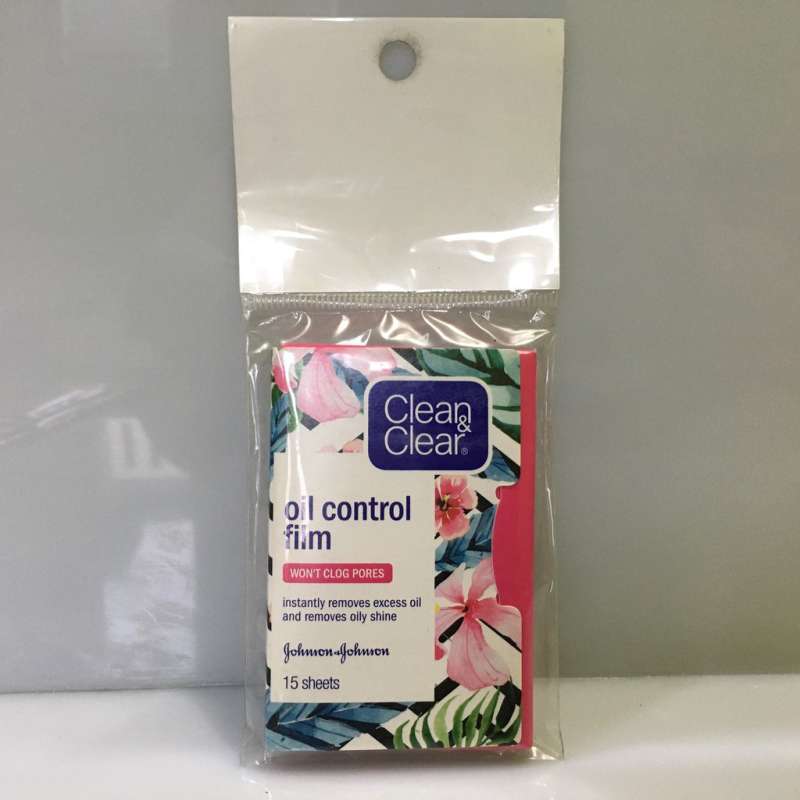 Clean
&
Clear®
oil control
film
WON'T CLOG PORES
instantly removes excess oil
and removes oily shine
Johnson+Johnson
15 sheets